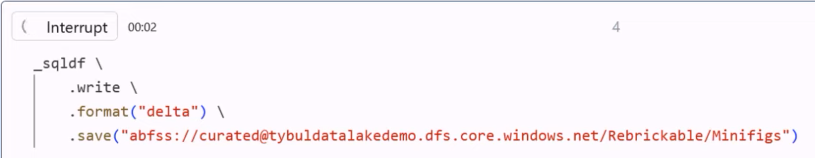 Interrupt 00:02 4
_sqldf \
.write \
.format("delta") \
.save("abfss://curated@tybuldatalakedemo.dfs.core.windows.net/Rebrickable/Minifigs")